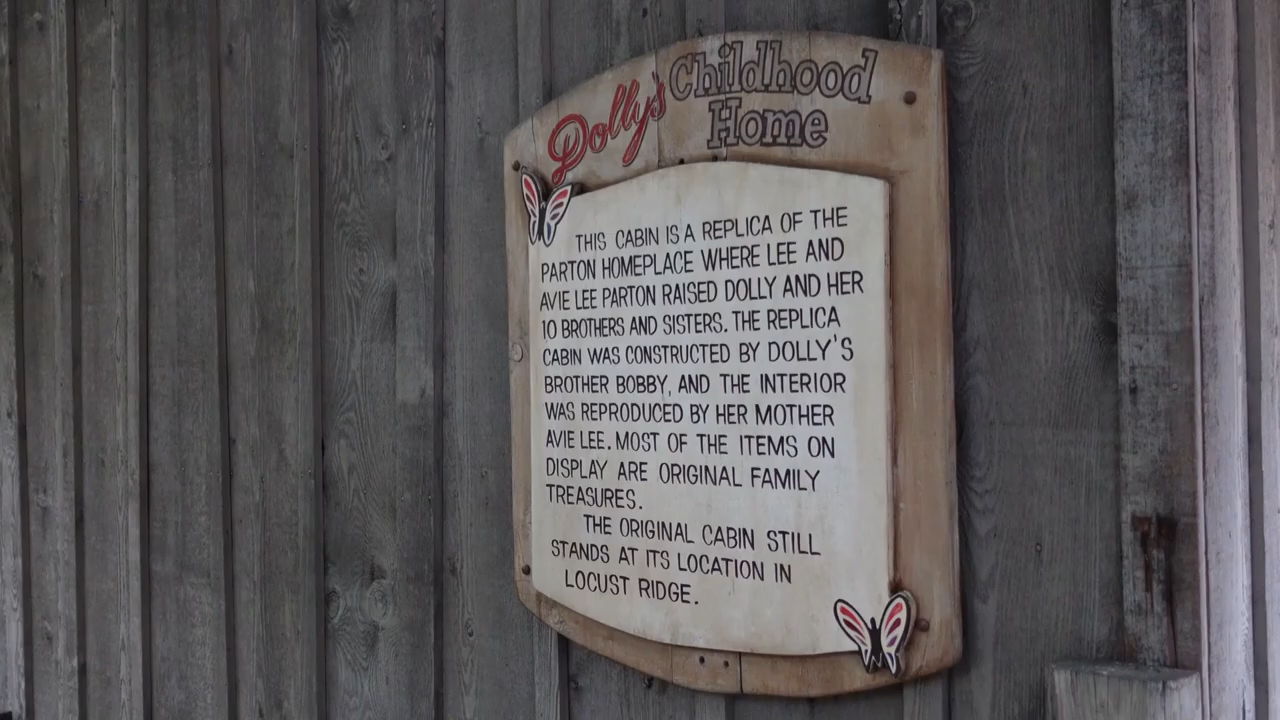 Dolly's Childhood
Home
THIS CABIN IS A REPLICA OF THE
PARTON HOMEPLACE WHERE LEE AND
AVIE LEE PARTON RAISED DOLLY AND HER
10 BROTHERS AND SISTERS. THE REPLICA
CABIN WAS CONSTRUCTED BY DOLLY'S
BROTHER BOBBY, AND THE INTERIOR
WAS REPRODUCED BY HER MOTHER
AVIE LEE. MOST OF THE ITEMS ON
DISPLAY ARE ORIGINAL FAMILY
TREASURES.
THE ORIGINAL CABIN STILL
STANDS AT ITS LOCATION IN
LOCUST RIDGE.